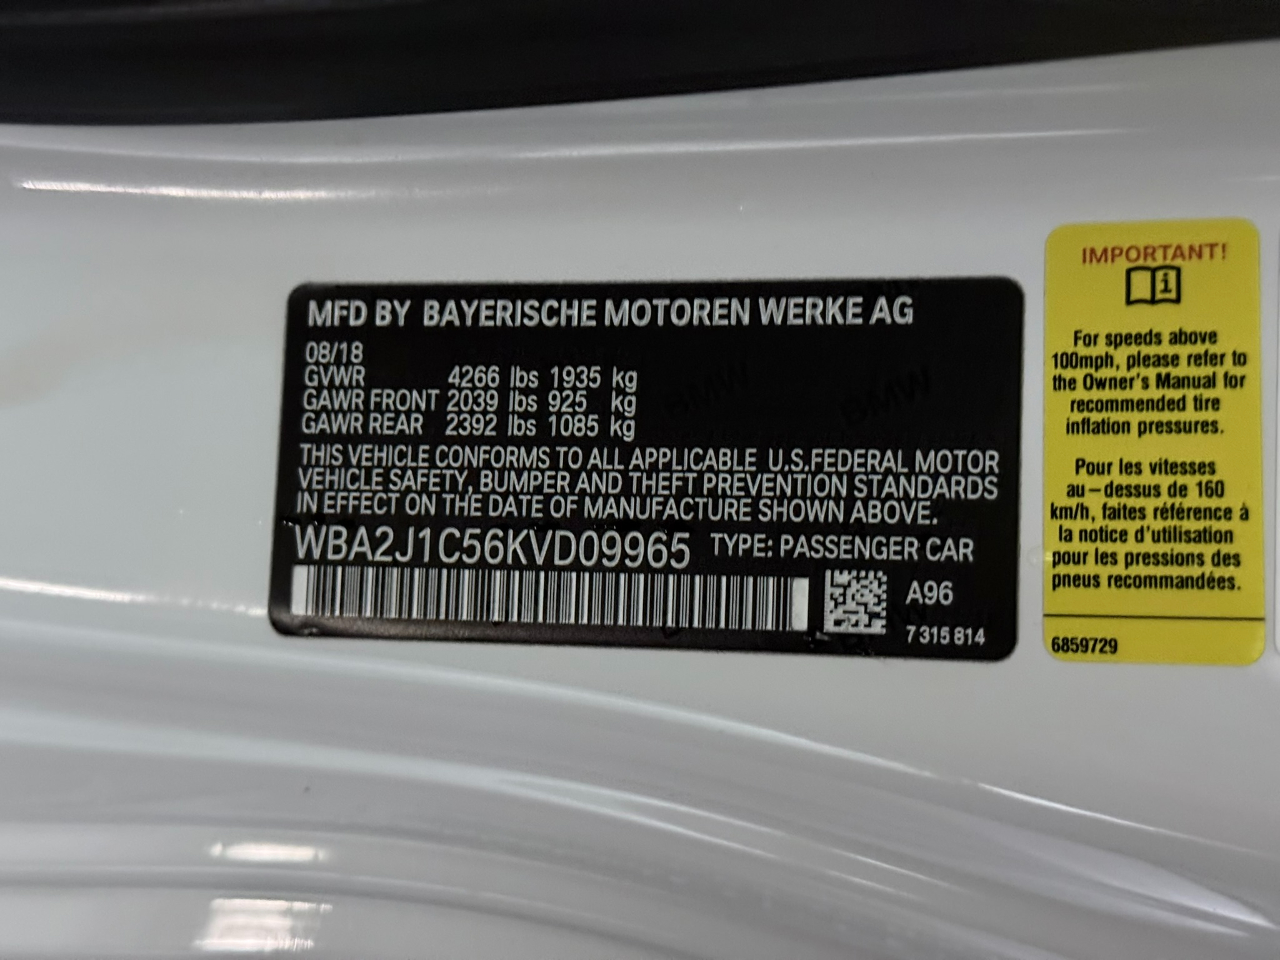 MFD BY BAYERISCHE MOTOREN WERKE AG
08/18
GVWR 4266 lbs 1935 kg
GAWR FRONT 2039 lbs 925 kg
GAWR REAR 2392 lbs 1085 kg
THIS VEHICLE CONFORMS TO ALL APPLICABLE U.S.FEDERAL MOTOR
VEHICLE SAFETY, BUMPER AND THEFT PREVENTION STANDARDS
IN EFFECT ON THE DATE OF MANUFACTURE SHOWN ABOVE.
WBA2J1C56KVD09965 TYPE: PASSENGER CAR
A96
7 315 814
IMPORTANT!
i
For speeds above
100mph, please refer to
the Owner's Manual for
recommended tire
inflation pressures.
Pour les vitesses
au-dessus de 160
km/h, faites référence à
la notice d'utilisation
pour les pressions des
pneus recommandées.
6859729